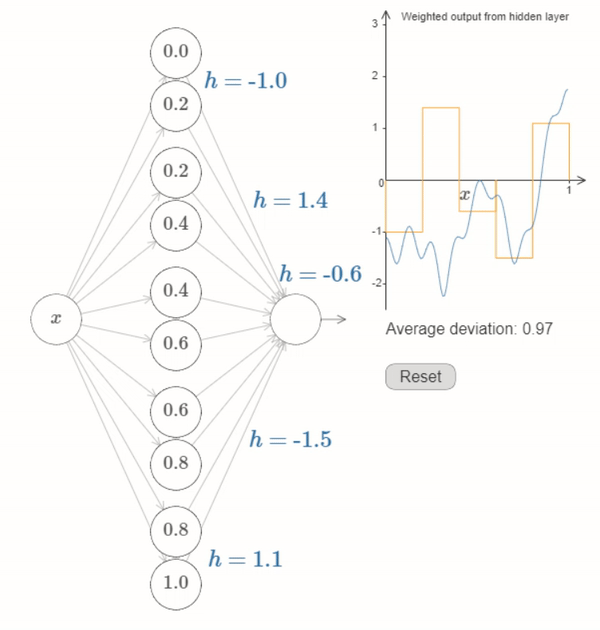 0.0
h = -1.0
0.2
0.2
h = 1.4
0.4
h = -0.6
0.4
x
0.6
0.6
h = -1.5
0.8
0.8
h = 1.1
1.0
Weighted output from hidden layer
3
2
1
0
x
1
-1
-2
Average deviation: 0.97
Reset